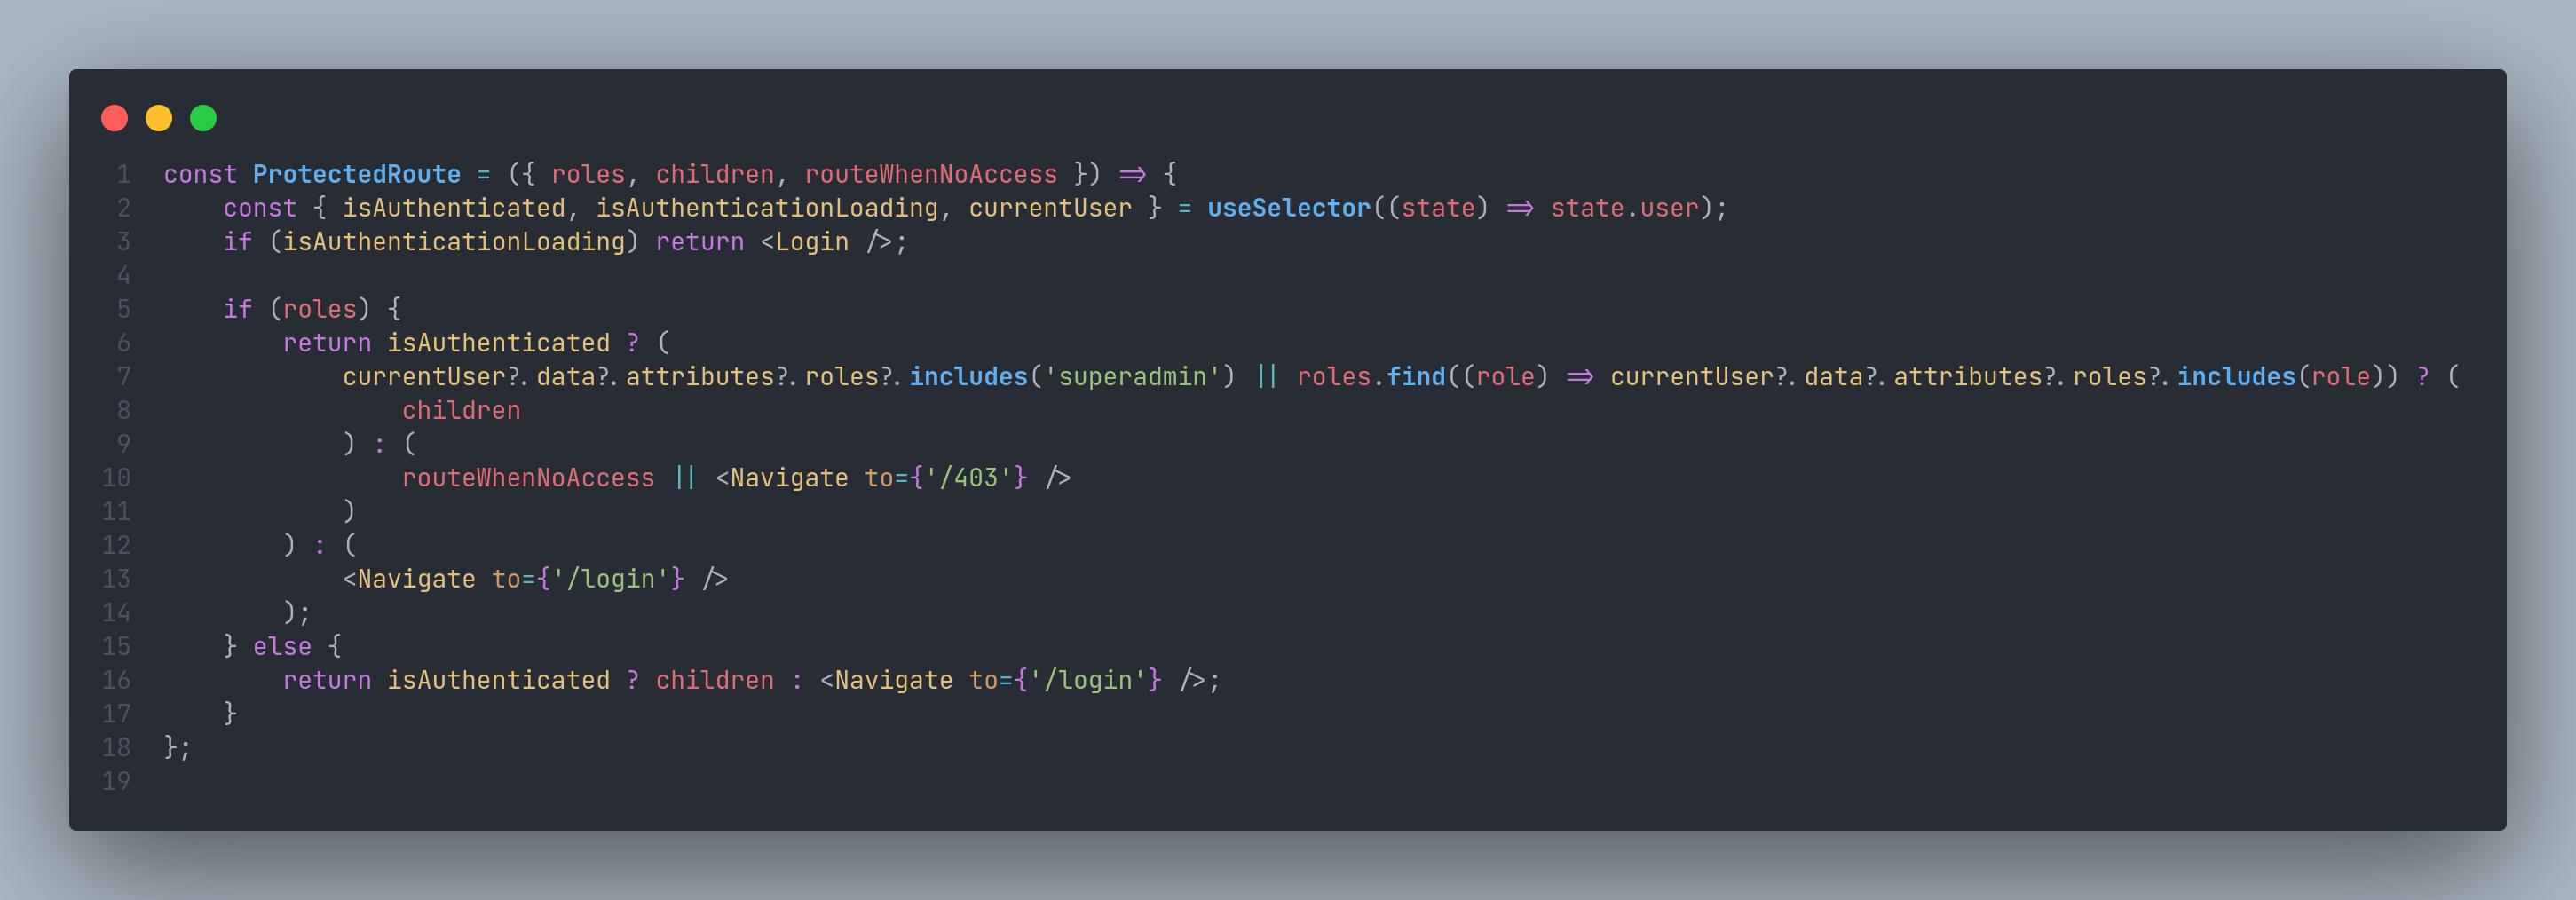 1 const ProtectedRoute = ({ roles, children, routeWhenNoAccess }) => {
2     const { isAuthenticated, isAuthenticationLoading, currentUser } = useSelector((state) => state.user);
3     if (isAuthenticationLoading) return <Login />;
4
5     if (roles) {
6         return isAuthenticated ? (
7             currentUser?.data?.attributes?.roles?.includes('superadmin') || roles.find((role) => currentUser?.data?.attributes?.roles?.includes(role)) ? (
8                 children
9             ) : (
10                 routeWhenNoAccess || <Navigate to={'/403'} />
11             )
12         ) : (
13             <Navigate to={'/login'} />
14         );
15     } else {
16         return isAuthenticated ? children : <Navigate to={'/login'} />;
17     }
18 };
19